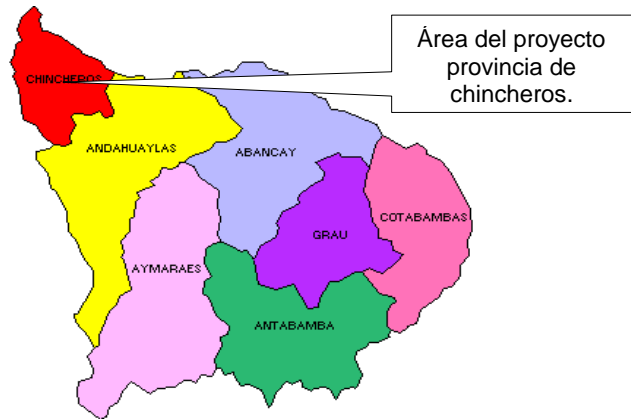 Área del proyecto
provincia de
chincheros.
CHINCHEROS
ANDAHUAYLAS
ABANCAY
COTABAMBAS
GRAU
AYMARAES
ANTABAMBA